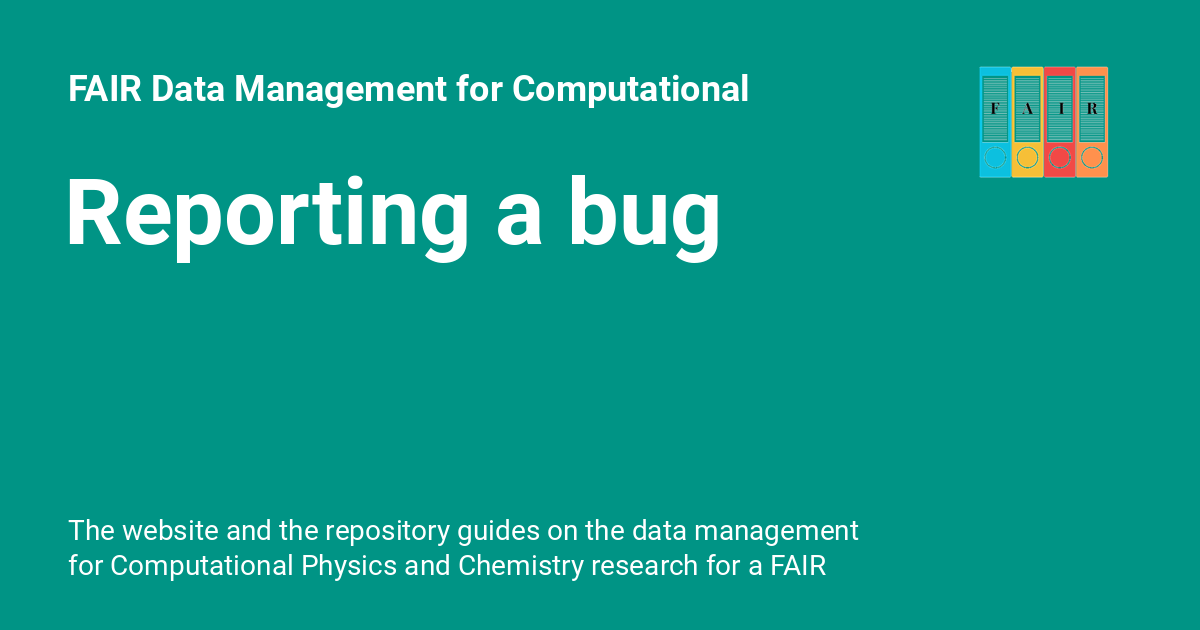 FAIR Data Management for Computational
F A I R
Reporting a bug
The website and the repository guides on the data management
for Computational Physics and Chemistry research for a FAIR